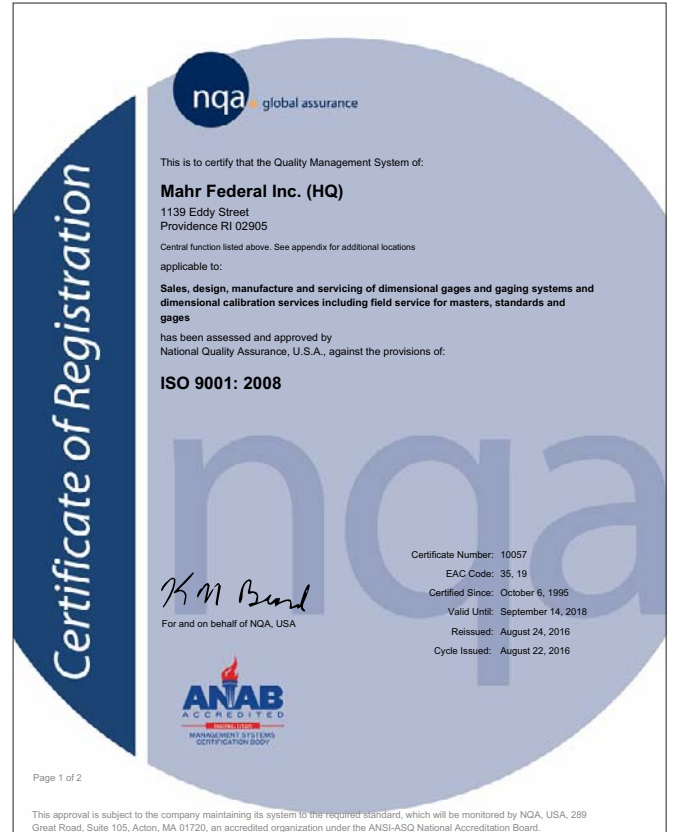 nqa. global assurance
Certificate of Registration
This is to certify that the Quality Management System of:
Mahr Federal Inc. (HQ)
1139 Eddy Street
Providence RI 02905
Central function listed above. See appendix for additional locations
applicable to:
Sales, design, manufacture and servicing of dimensional gages and gaging systems and
dimensional calibration services including field service for masters, standards and
gages
has been assessed and approved by
National Quality Assurance, U.S.A., against the provisions of:
ISO 9001: 2008
nqa
Certificate Number: 10057
EAC Code: 35, 19
Certified Since: October 6, 1995
Valid Until: September 14, 2018
Reissued: August 24, 2016
Cycle Issued: August 22, 2016
For and on behalf of NQA, USA
ANAB
ACCREDITED
MANAGEMENT SYSTEMS
CERTIFICATION BODY
Page 1 of 2
This approval is subject to the company maintaining its system to the required standard, which will be monitored by NQA, USA, 289
Great Road, Suite 105, Acton, MA 01720, an accredited organization under the ANSI-ASQ National Accreditation Board.